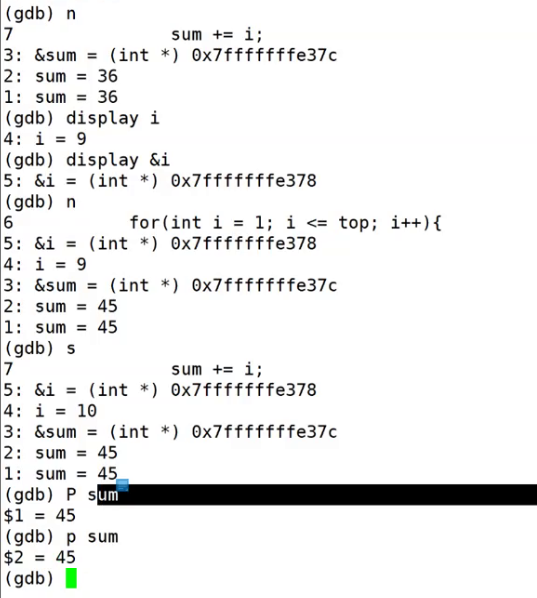 (gdb) n
7               sum += i;
3: &sum = (int *) 0x7fffffffe37c
2: sum = 36
1: sum = 36
(gdb) display i
4: i = 9
(gdb) display &i
5: &i = (int *) 0x7fffffffe378
(gdb) n
6           for(int i = 1; i <= top; i++){
5: &i = (int *) 0x7fffffffe378
4: i = 9
3: &sum = (int *) 0x7fffffffe37c
2: sum = 45
1: sum = 45
(gdb) s
7               sum += i;
5: &i = (int *) 0x7fffffffe378
4: i = 10
3: &sum = (int *) 0x7fffffffe37c
2: sum = 45
1: sum = 45
(gdb) P sum
$1 = 45
(gdb) p sum
$2 = 45
(gdb)